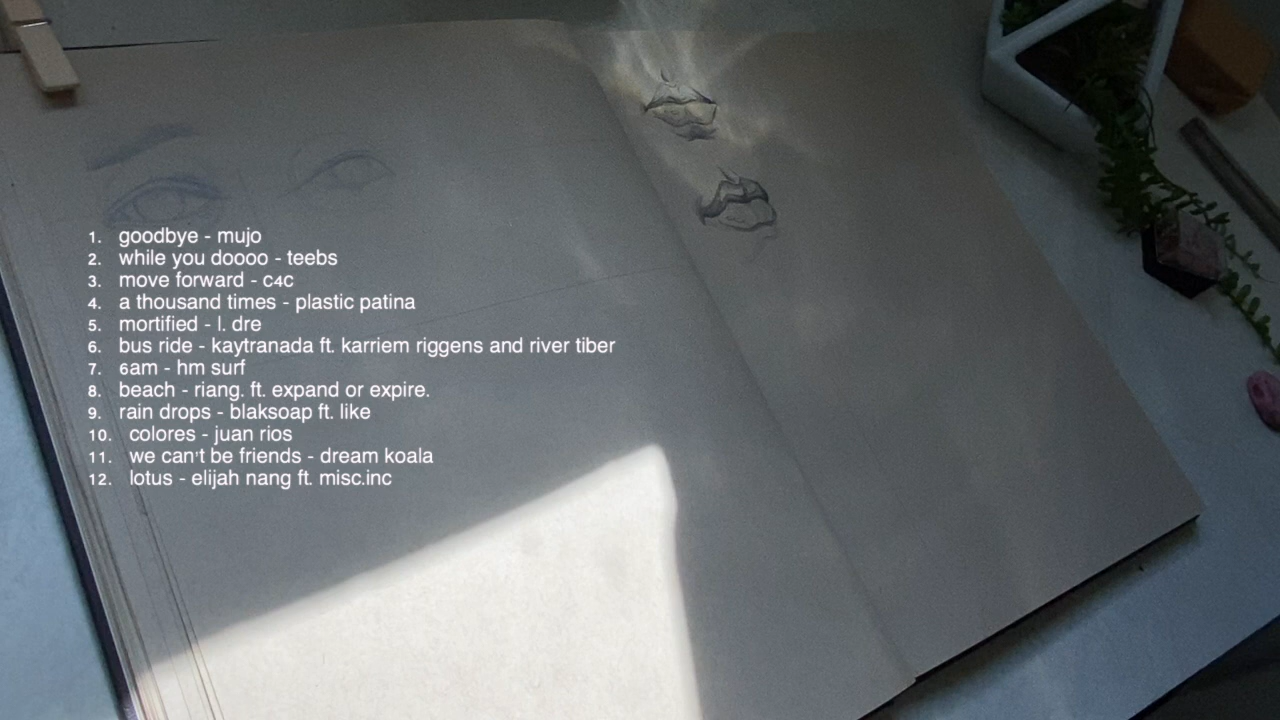 1. goodbye - mujo
2. while you doooo - teebs
3. move forward - c4c
4. a thousand times - plastic patina
5. mortified - l. dre
6. bus ride - kaytranada ft. karriem riggens and river tiber
7. 6am - hm surf
8. beach - riang. ft. expand or expire.
9. rain drops - blaksoap ft. like
10. colores - juan rios
11. we can't be friends - dream koala
12. lotus - elijah nang ft. misc.inc